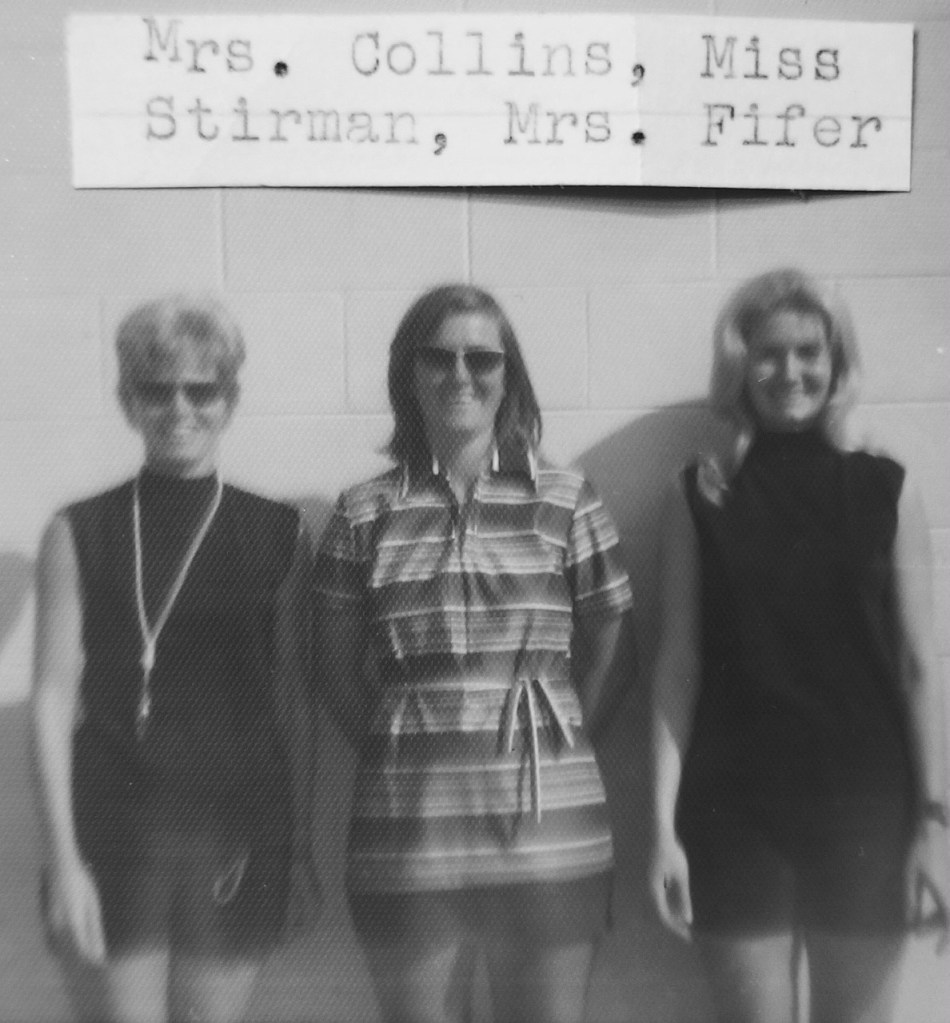 Mrs. Collins, Miss
Stirman, Mrs. Fifer